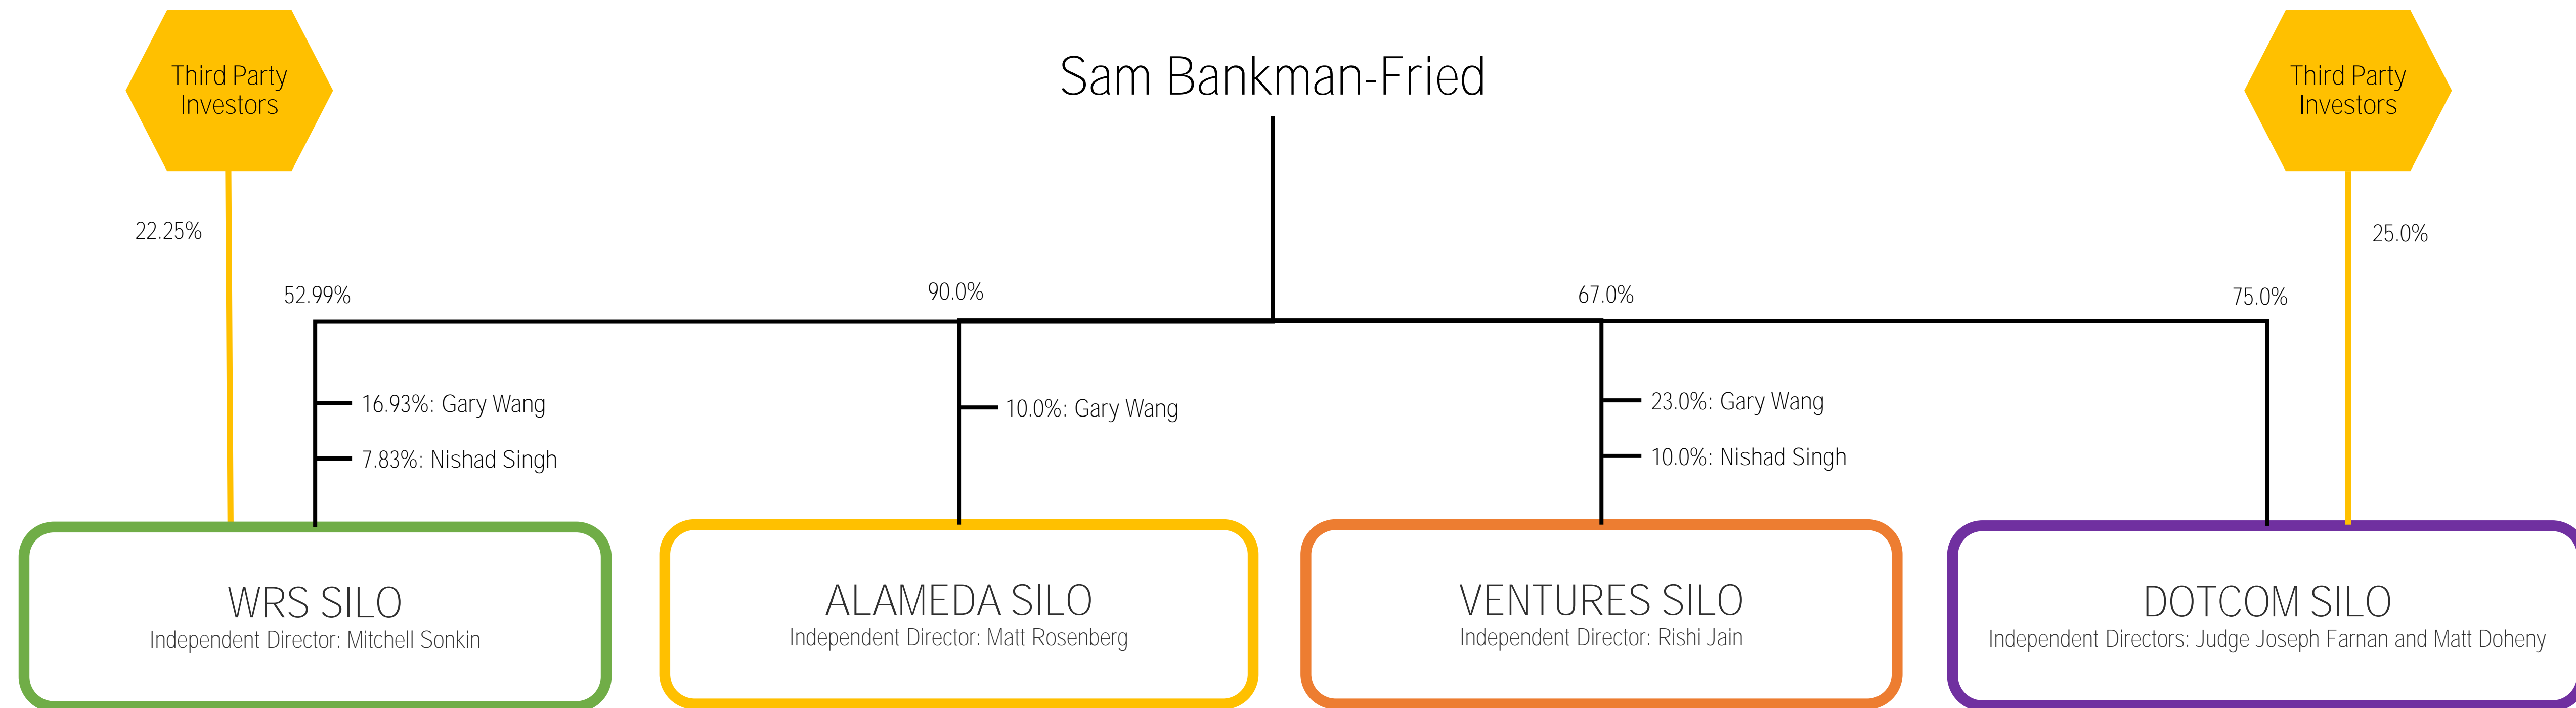 Third Party
Investors
Sam Bankman-Fried
Third Party
Investors
22.25%
25.0%
52.99%
90.0%
67.0%
75.0%
16.93%: Gary Wang
7.83%: Nishad Singh
10.0%: Gary Wang
23.0%: Gary Wang
10.0%: Nishad Singh
WRS SILO
Independent Director: Mitchell Sonkin
ALAMEDA SILO
Independent Director: Matt Rosenberg
VENTURES SILO
Independent Director: Rishi Jain
DOTCOM SILO
Independent Directors: Judge Joseph Farnan and Matt Doheny